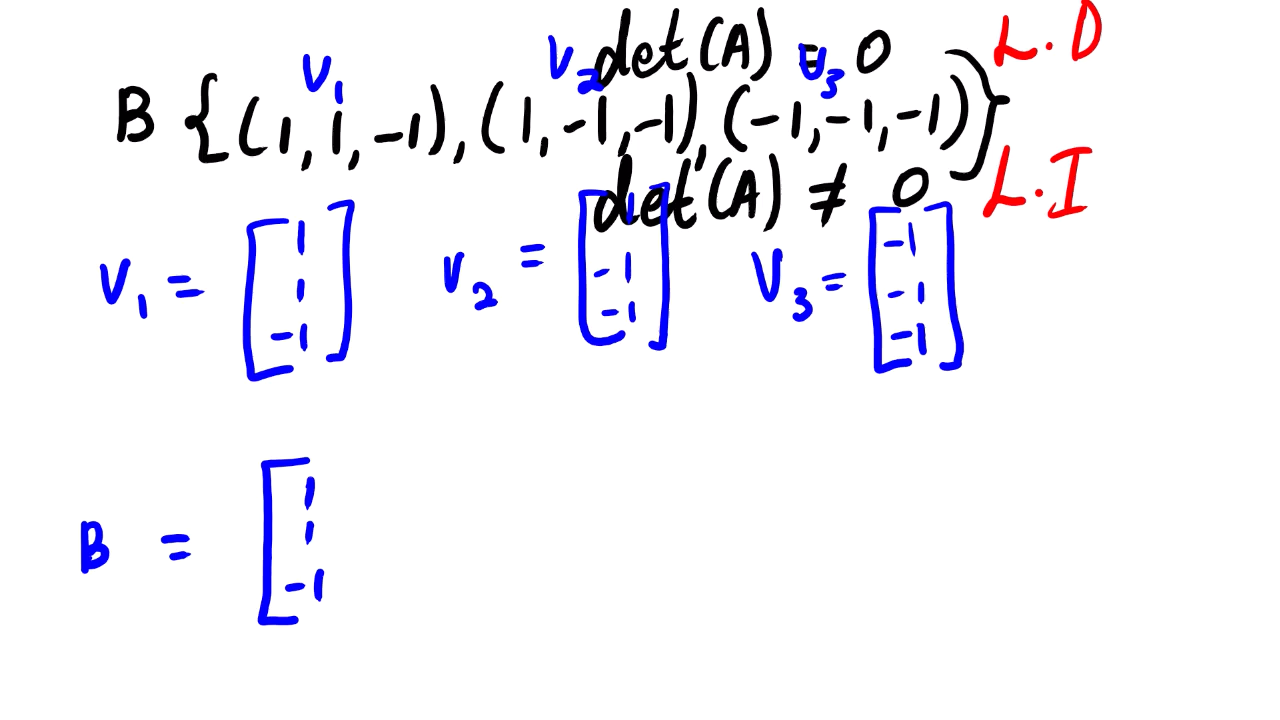 det(A) = 0 L.D
v₁ v₂ v₃
B {(1, 1, -1), (1, -1, -1), (-1, -1, -1)}
det(A) ≠ 0 L.I
v₁ = [1 1 -1] v₂ = [1 -1 -1] v₃ = [-1 -1 -1]
B = [1 1 -1